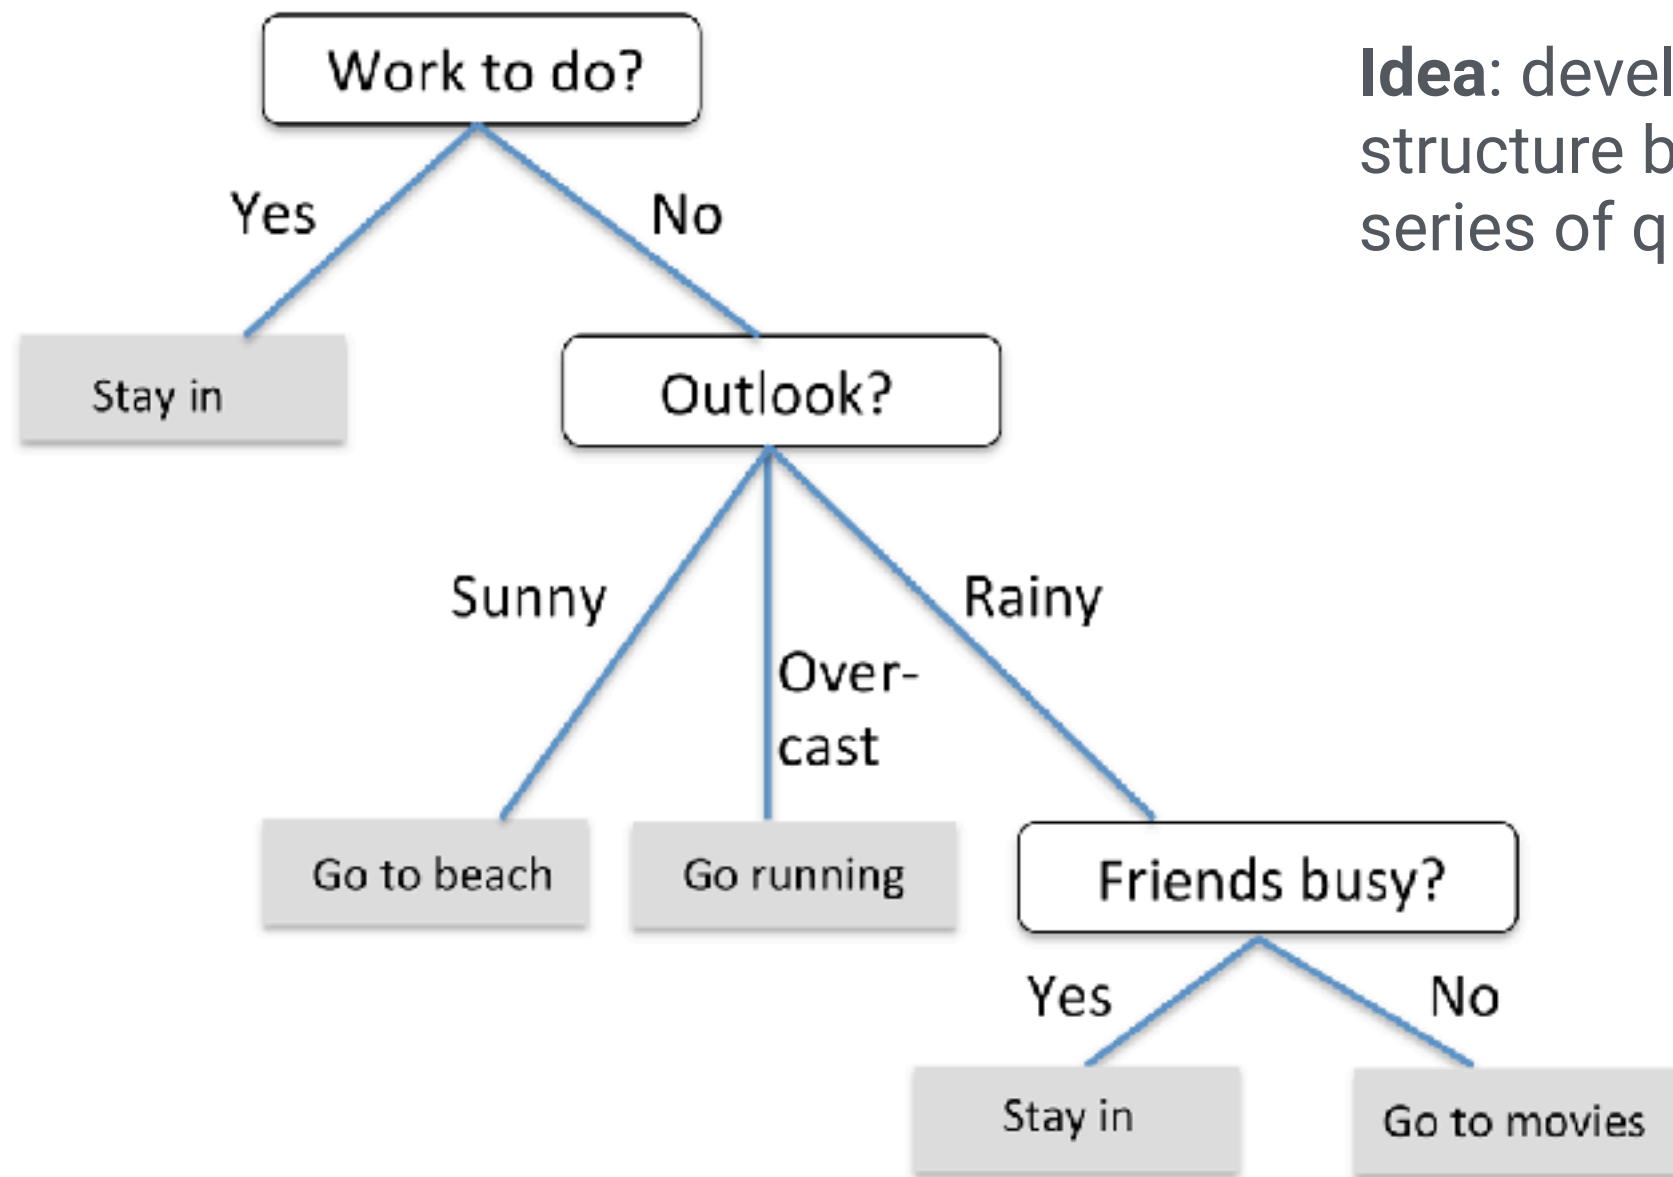 Work to do?
Idea: devel
structure b
series of q
Yes
No
Stay in
Outlook?
Sunny
Rainy
Over-
cast
Go to beach
Go running
Friends busy?
Yes
No
Stay in
Go to movies